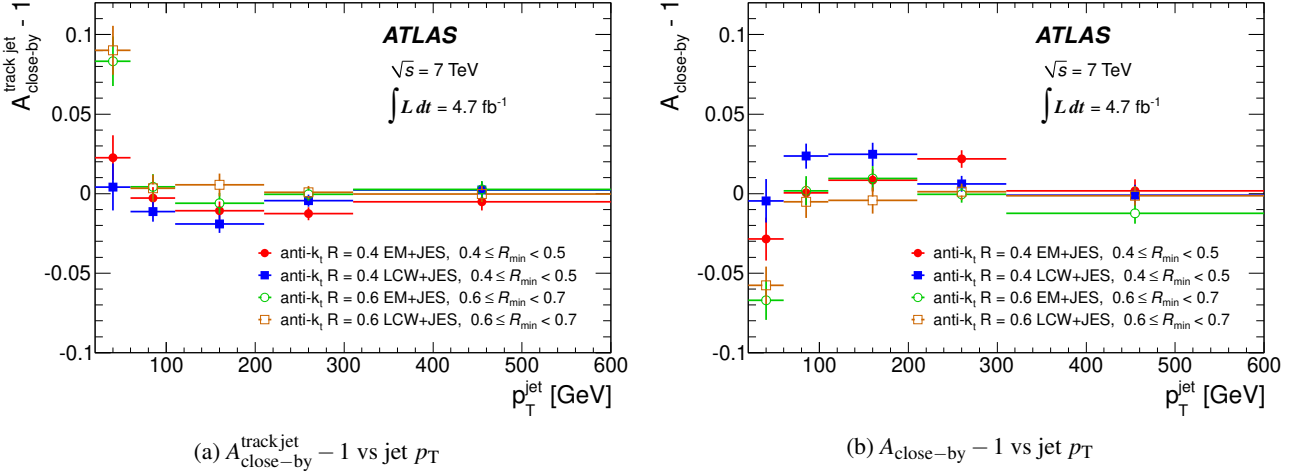 A^{track jet}_{close-by} - 1
0.1
0.05
0
-0.05
-0.1
ATLAS
√s = 7 TeV
∫ L dt = 4.7 fb^{-1}
anti-k_t R = 0.4 EM+JES, 0.4 ≤ R_min < 0.5
anti-k_t R = 0.4 LCW+JES, 0.4 ≤ R_min < 0.5
anti-k_t R = 0.6 EM+JES, 0.6 ≤ R_min < 0.7
anti-k_t R = 0.6 LCW+JES, 0.6 ≤ R_min < 0.7
100 200 300 400 500 600
p_T^{jet} [GeV]
(a) A^{track jet}_{close-by} − 1 vs jet p_T
A_{close-by} - 1
0.1
0.05
0
-0.05
-0.1
ATLAS
√s = 7 TeV
∫ L dt = 4.7 fb^{-1}
anti-k_t R = 0.4 EM+JES, 0.4 ≤ R_min < 0.5
anti-k_t R = 0.4 LCW+JES, 0.4 ≤ R_min < 0.5
anti-k_t R = 0.6 EM+JES, 0.6 ≤ R_min < 0.7
anti-k_t R = 0.6 LCW+JES, 0.6 ≤ R_min < 0.7
100 200 300 400 500 600
p_T^{jet} [GeV]
(b) A_{close-by} − 1 vs jet p_T